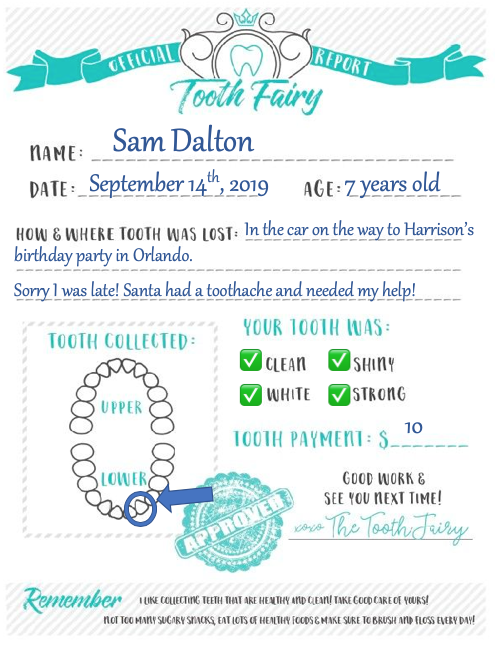 OFFICIAL REPORT
Tooth Fairy
NAME: Sam Dalton
DATE: September 14th, 2019 AGE: 7 years old
HOW & WHERE TOOTH WAS LOST: In the car on the way to Harrison's
birthday party in Orlando.
Sorry I was late! Santa had a toothache and needed my help!
TOOTH COLLECTED:
UPPER
LOWER
YOUR TOOTH WAS:
✅ CLEAN ✅ SHINY
✅ WHITE ✅ STRONG
TOOTH PAYMENT: $ 10
GOOD WORK &
SEE YOU NEXT TIME!
APPROVED
xoxo The Tooth Fairy
Remember I LIKE COLLECTING TEETH THAT ARE HEALTHY AND CLEAN! TAKE GOOD CARE OF YOURS!
NOT TOO MANY SUGARY SNACKS, EAT LOTS OF HEALTHY FOODS & MAKE SURE TO BRUSH AND FLOSS EVERY DAY!